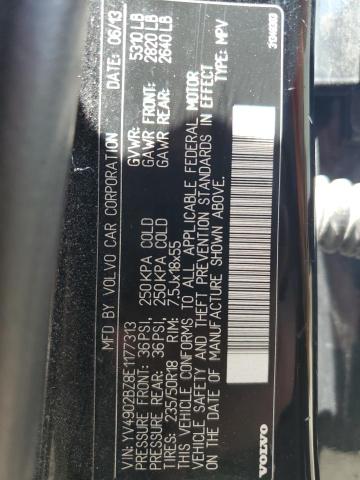 MFD BY VOLVO CAR CORPORATION DATE: 06/13
GVWR: 5310 LB
GAWR FRONT: 2820 LB
GAWR REAR: 2640 LB
VIN: YV4902BZ8E1177313 TYPE: MPV
PRESSURE FRONT: 36 PSI, 250 KPA COLD
PRESSURE REAR: 36 PSI, 250 KPA COLD
TIRES: 235/50R18 RIM: 7.5Jx18x55
THIS VEHICLE CONFORMS TO ALL APPLICABLE FEDERAL MOTOR
VEHICLE SAFETY AND THEFT PREVENTION STANDARDS IN EFFECT
ON THE DATE OF MANUFACTURE SHOWN ABOVE.
VOLVO